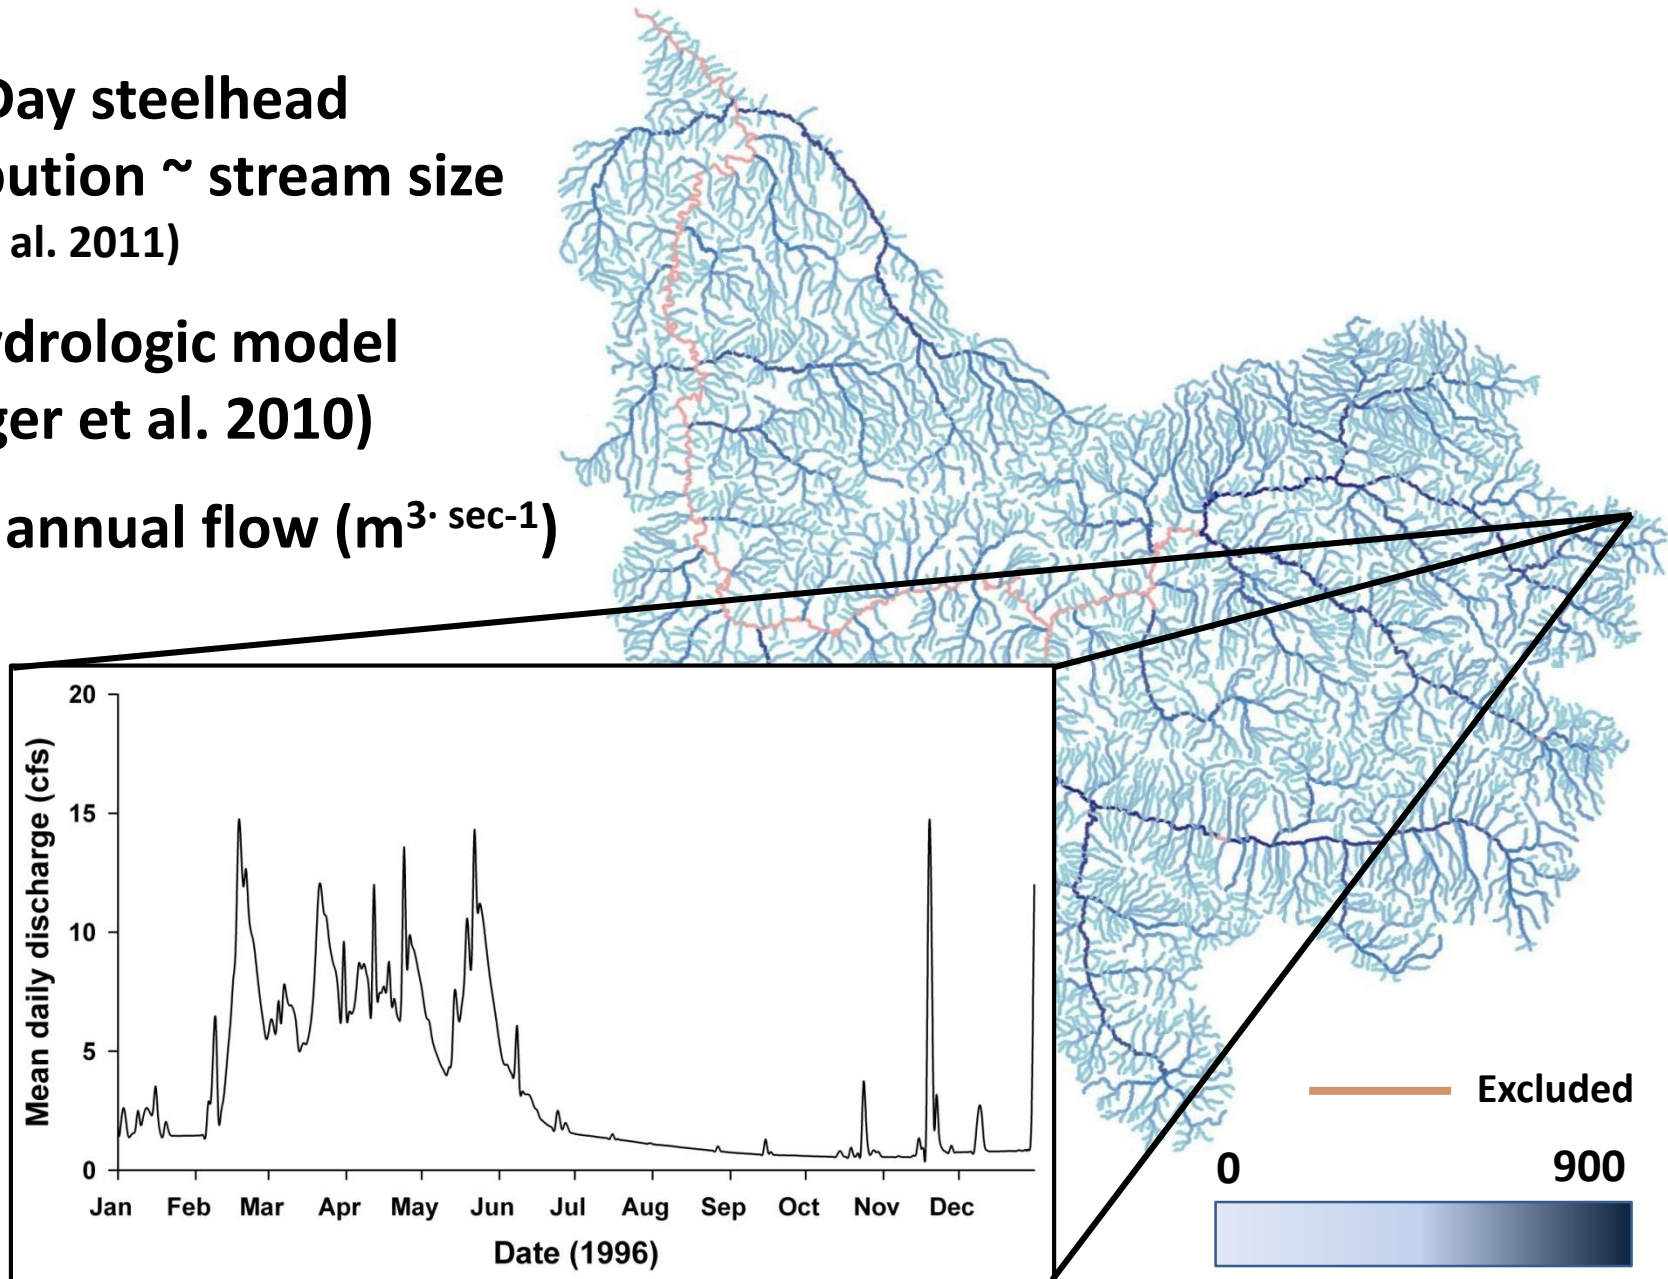 Day steelhead
bution ~ stream size
al. 2011)
drologic model
ger et al. 2010)
annual flow (m³· sec-1)
20
15
10
5
0
Mean daily discharge (cfs)
Jan Feb Mar Apr May Jun Jul Aug Sep Oct Nov Dec
Date (1996)
Excluded
0 900